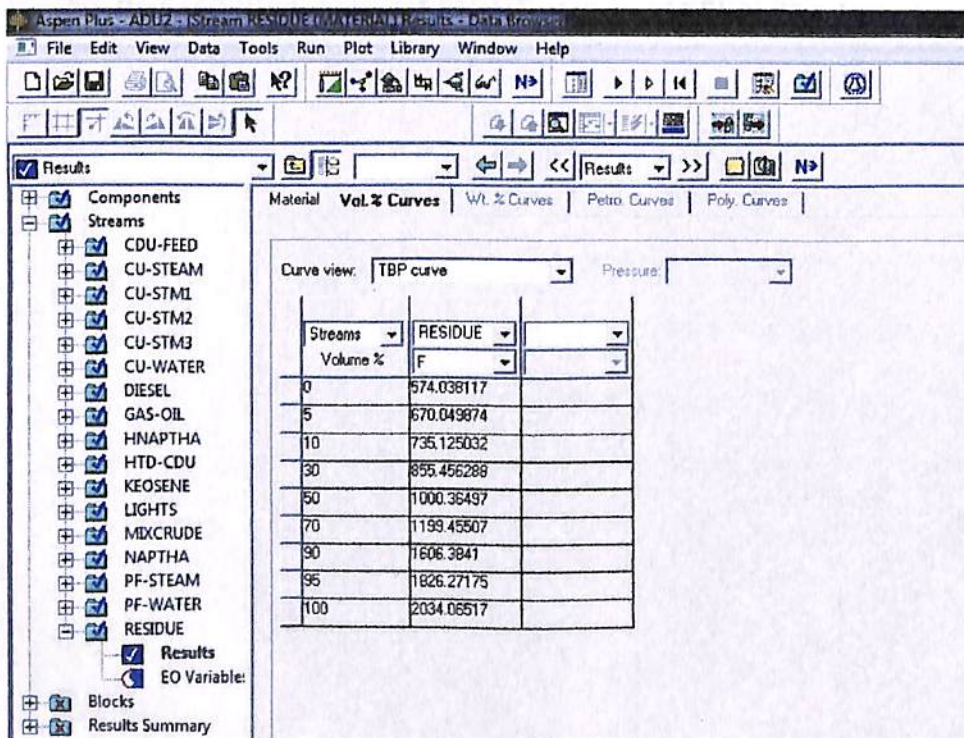 Aspen Plus - ADU2 - [Stream RESIDUE (MATERIAL) Results - Data Browser]
File Edit View Data Tools Run Plot Library Window Help
N>
Results
Results
N>
Components
Streams
CDU-FEED
CU-STEAM
CU-STM1
CU-STM2
CU-STM3
CU-WATER
DIESEL
GAS-OIL
HNAPTHA
HTD-CDU
KEOSENE
LIGHTS
MIXCRUDE
NAPTHA
PF-STEAM
PF-WATER
RESIDUE
Results
EO Variable:
Blocks
Results Summary
Material Vol.% Curves Wt. % Curves Petro. Curves Poly. Curves
Curve view: TBP curve Pressure:
Streams RESIDUE
Volume % F
0 574.038117
5 670.049874
10 735.125032
30 855.456288
50 1000.36497
70 1199.45507
90 1606.3841
95 1826.27175
100 2034.06517